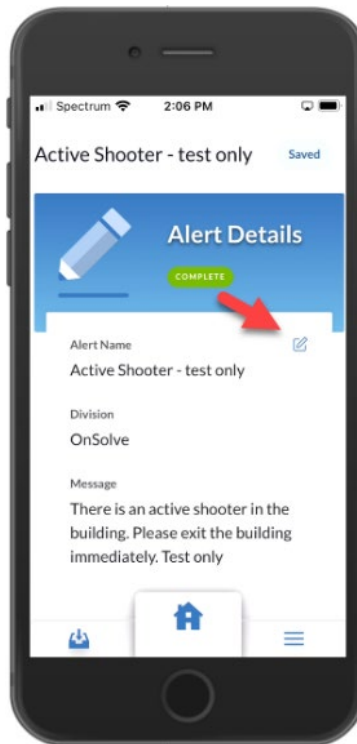 Spectrum 2:06 PM
Active Shooter - test only Saved
Alert Details
COMPLETE
Alert Name
Active Shooter - test only
Division
OnSolve
Message
There is an active shooter in the
building. Please exit the building
immediately. Test only